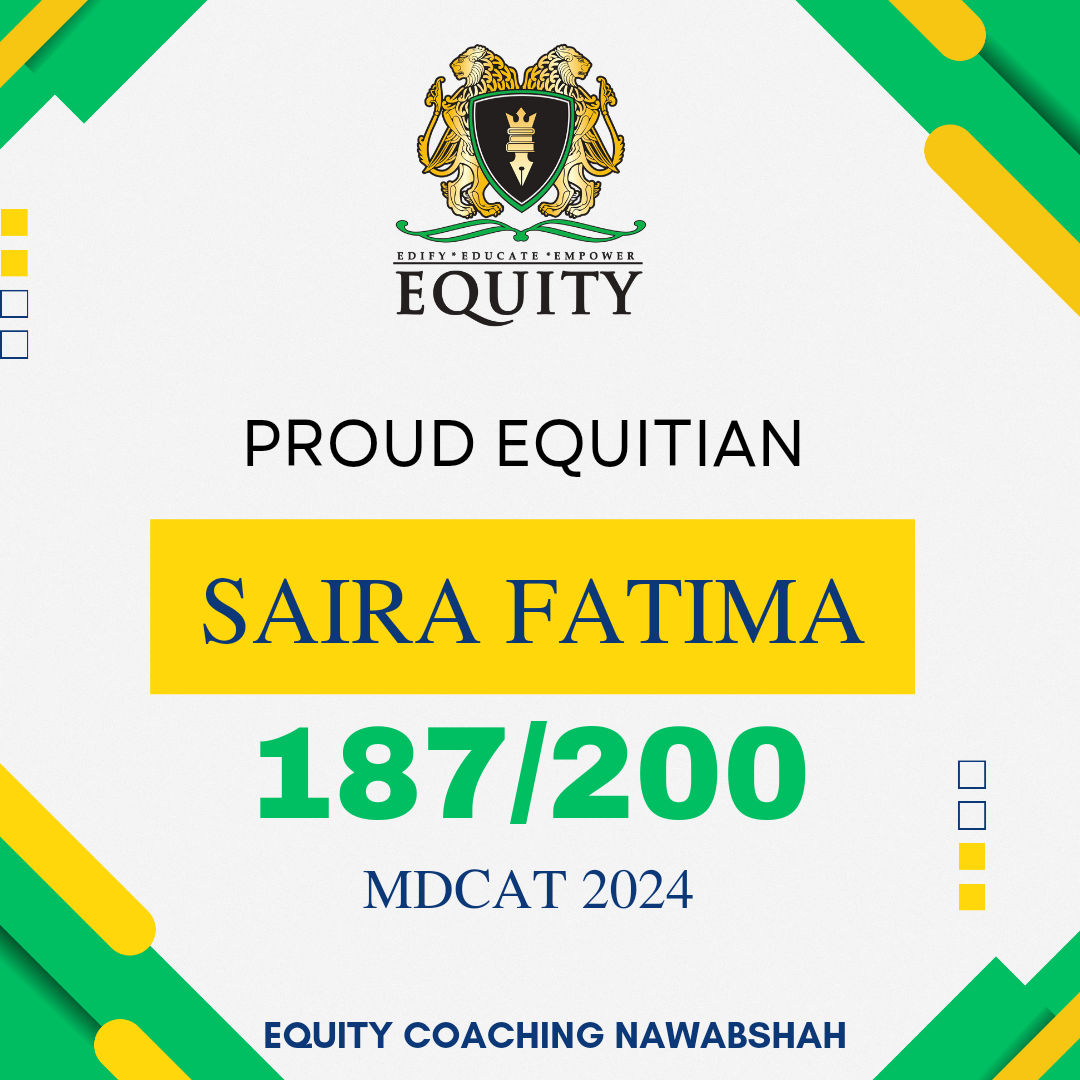 EDIFY*EDUCATE *EMPOWER
EQUITY
PROUD EQUITIAN
SAIRA FATIMA
187/200
MDCAT 2024
EQUITY COACHING NAWABSHAH